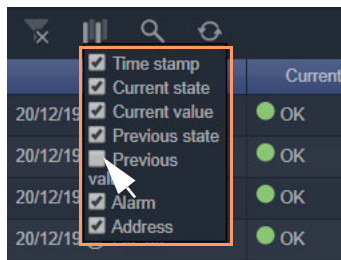 Time stamp
Current
Current state
20/12/19
Current value
OK
Previous state
20/12/19
Previous
OK
20/12/19
Alarm
OK
Address
20/12/19
OK